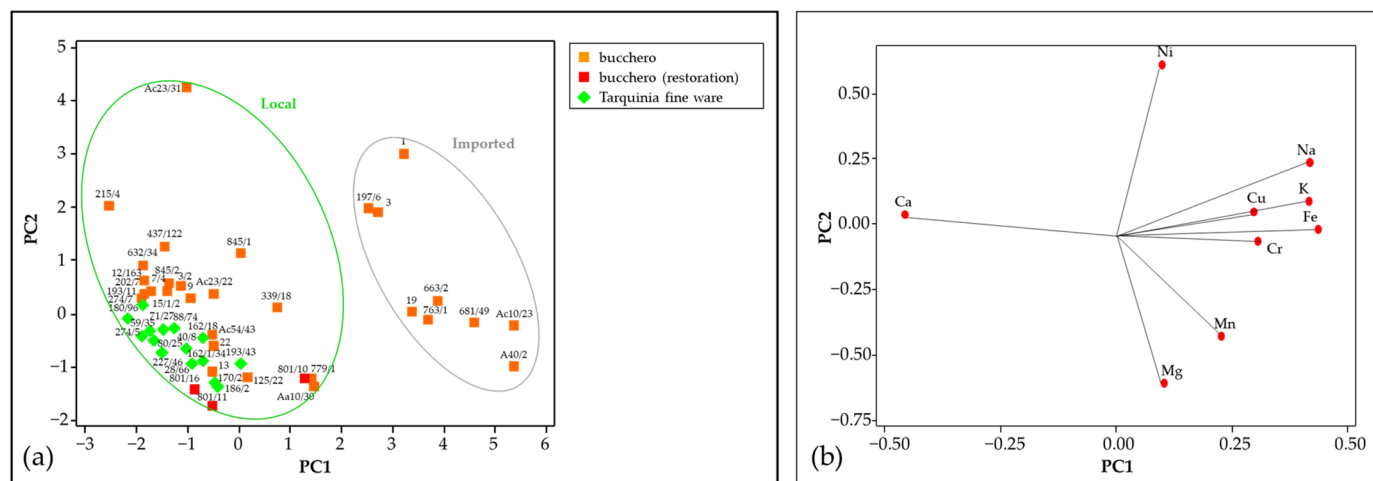 5
4
3
2
1
0
−1
−2
PC2
−3
−2
−1
0
1
2
3
4
5
6
PC1
(a)
Local
Imported
bucchero
bucchero (restoration)
Tarquinia fine ware
Ac23/31
215/4
437/122
632/34
845/1
12/163
845/2
202/7
7/4
3/2
Ac23/22
193/11
9
274/7
15/1/2
339/18
180/96
71/27
88/74
59/35
162/18
Ac54/43
274/5
40/8
22
80/25
162/1/34
193/43
227/46
13
28/66
170/2
125/22
801/10
779/1
801/16
186/2
Aa10/30
801/11
1
197/6
3
663/2
19
763/1
681/49
Ac10/23
A40/2
0.50
0.25
0.00
−0.25
−0.50
−0.75
PC2
−0.50
−0.25
0.00
0.25
0.50
PC1
(b)
Ni
Na
K
Cu
Fe
Cr
Ca
Mn
Mg